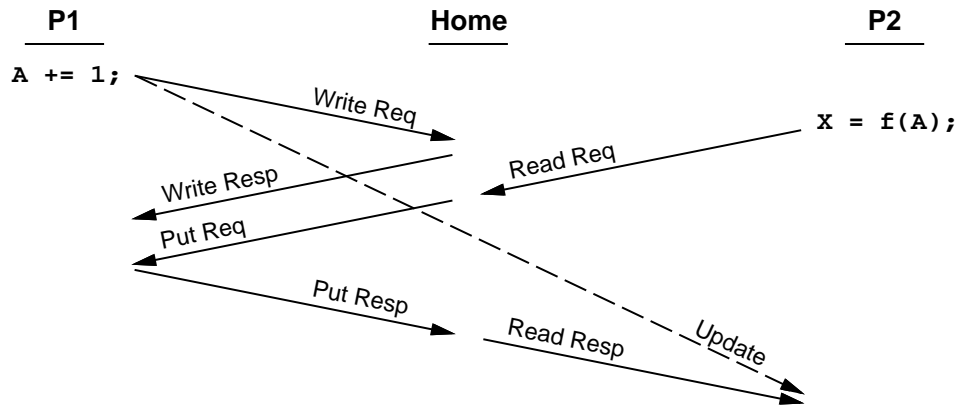 P1 Home P2
A += 1;
Write Req
X = f(A);
Read Req
Write Resp
Put Req
Put Resp
Read Resp
Update